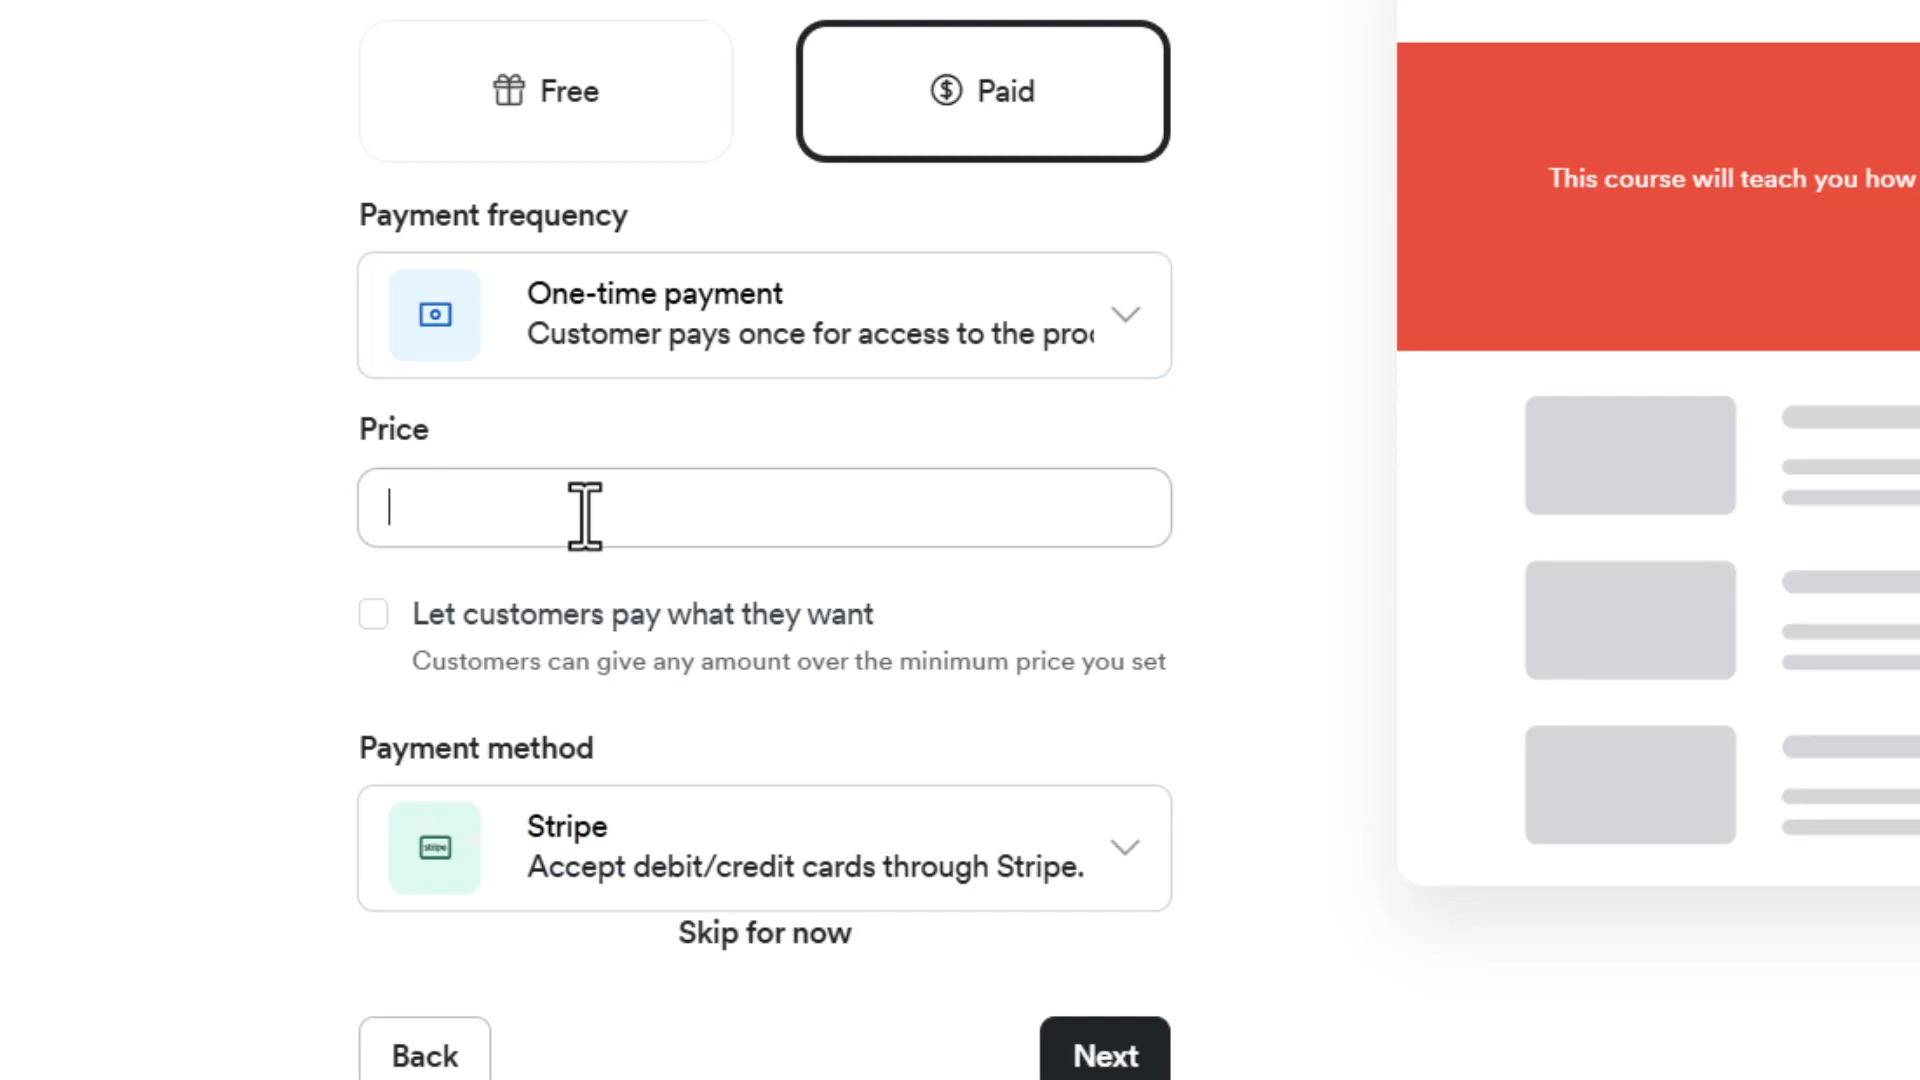 Free
Paid
This course will teach you how
Payment frequency
One-time payment
Customer pays once for access to the proc
Price
Let customers pay what they want
Customers can give any amount over the minimum price you set
Payment method
stripe
Stripe
Accept debit/credit cards through Stripe.
Skip for now
Back
Next